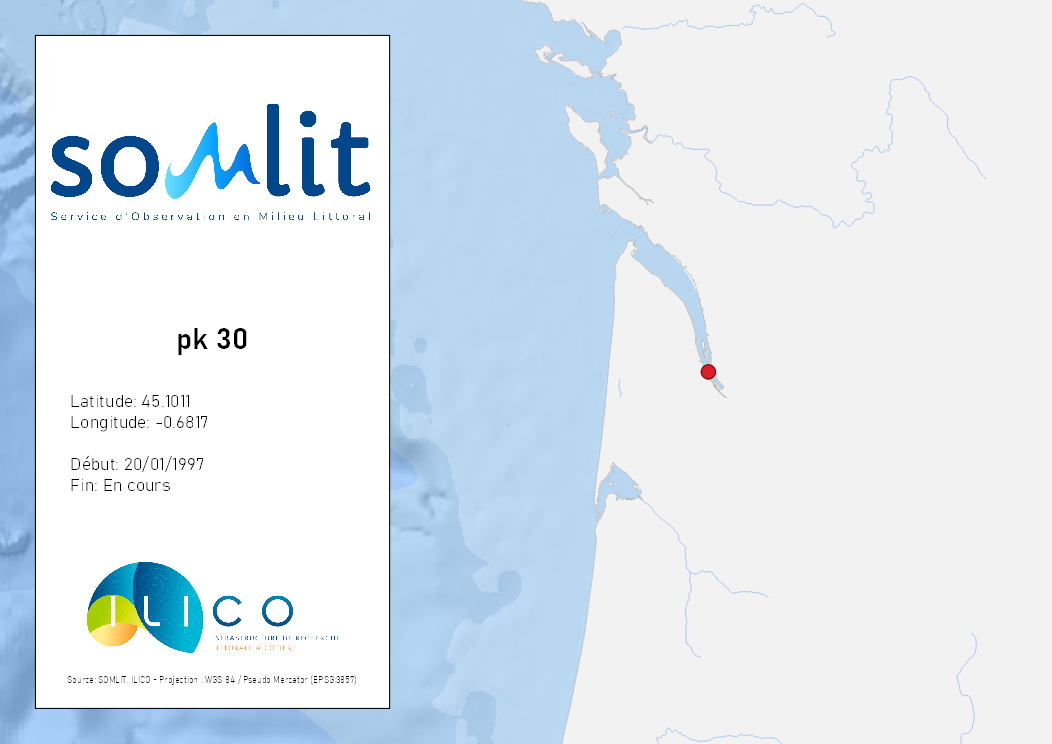 somlit
Service d'Observation en Milieu Littoral
pk 30
Latitude: 45.1011
Longitude: -0.6817
Début: 20/01/1997
Fin: En cours
ILICO
INFRASTRUCTURE DE RECHERCHE
LITTORALE & COTIERE
Source: SOMLIT, ILICO - Projection : WGS 84 / Pseudo Mercator (EPSG:3857)